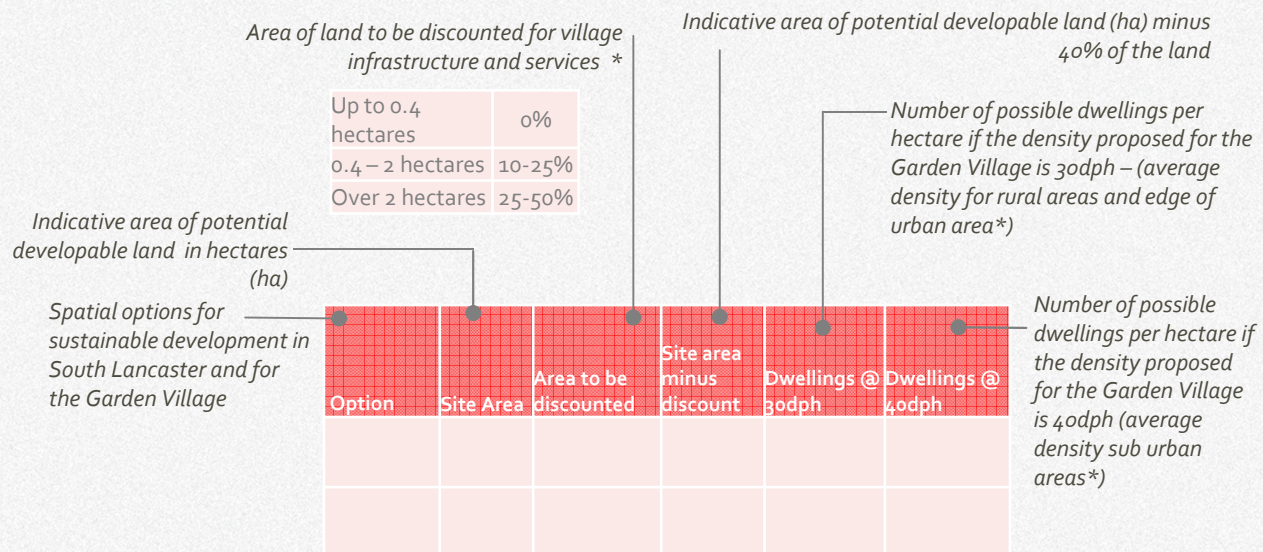 Area of land to be discounted for village
infrastructure and services *
Indicative area of potential developable land (ha) minus
40% of the land
Up to 0.4
hectares
0%
0.4 – 2 hectares
10-25%
Over 2 hectares
25-50%
Number of possible dwellings per
hectare if the density proposed for the
Garden Village is 30dph – (average
density for rural areas and edge of
urban area*)
Indicative area of potential
developable land in hectares
(ha)
Spatial options for
sustainable development in
South Lancaster and for
the Garden Village
Number of possible
dwellings per hectare if
the density proposed
for the Garden Village
is 40dph (average
density sub urban
areas*)
Option
Site Area
Area to be
discounted
Site area
minus
discount
Dwellings @
30dph
Dwellings @
40dph